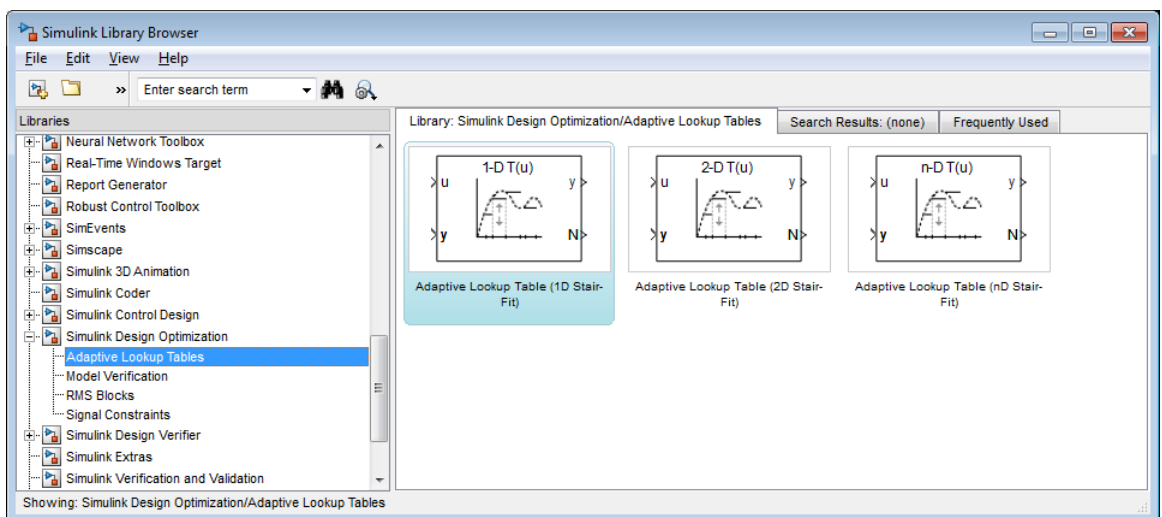 Simulink Library Browser
File Edit View Help
» Enter search term
Libraries
Neural Network Toolbox
Real-Time Windows Target
Report Generator
Robust Control Toolbox
SimEvents
Simscape
Simulink 3D Animation
Simulink Coder
Simulink Control Design
Simulink Design Optimization
Adaptive Lookup Tables
Model Verification
RMS Blocks
Signal Constraints
Simulink Design Verifier
Simulink Extras
Simulink Verification and Validation
Library: Simulink Design Optimization/Adaptive Lookup Tables Search Results: (none) Frequently Used
1-D T(u)
u y
y N
Adaptive Lookup Table (1D Stair-
Fit)
2-D T(u)
u y
y N
Adaptive Lookup Table (2D Stair-
Fit)
n-D T(u)
u y
y N
Adaptive Lookup Table (nD Stair-
Fit)
Showing: Simulink Design Optimization/Adaptive Lookup Tables